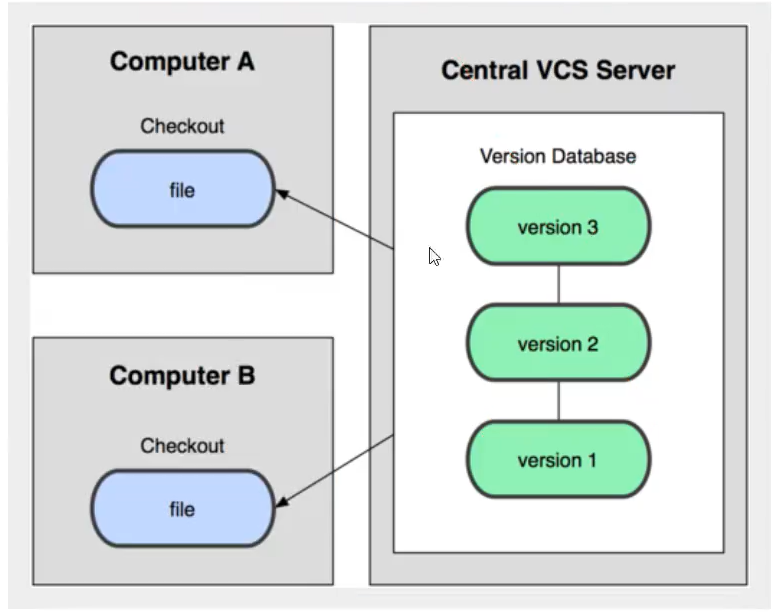 Computer A
Checkout
file
Central VCS Server
Version Database
version 3
version 2
version 1
Computer B
Checkout
file